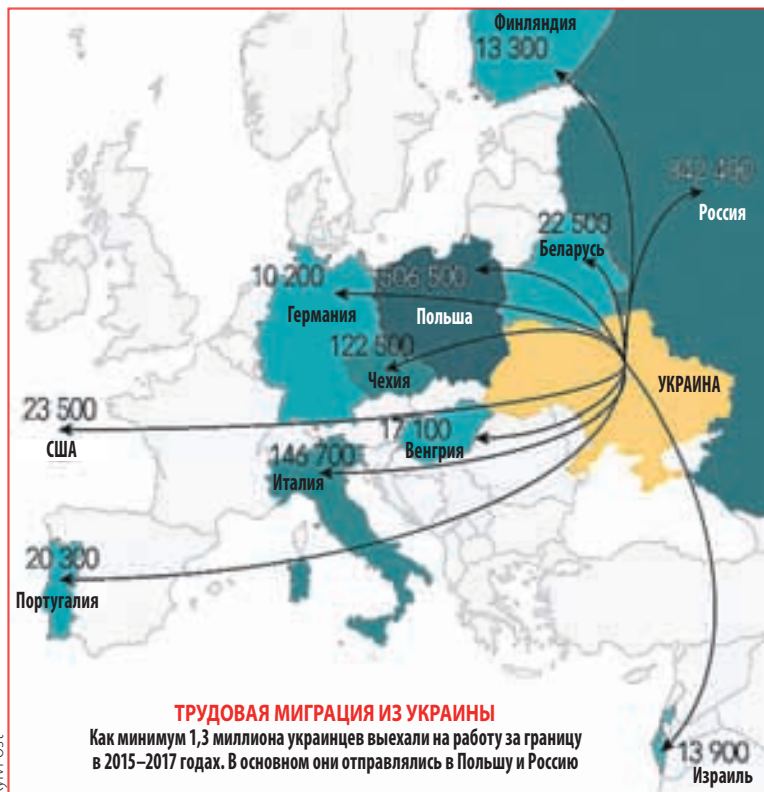 Финляндия
13 300
342 400
Россия
22 500
Беларусь
10 200
506 500
Германия
Польша
122 500
Чехия
УКРАИНА
23 500
США
17 100
Венгрия
146 700
Италия
20 300
Португалия
ТРУДОВАЯ МИГРАЦИЯ ИЗ УКРАИНЫ
Как минимум 1,3 миллиона украинцев выехали на работу за границу
в 2015–2017 годах. В основном они отправлялись в Польшу и Россию
13 900
Израиль